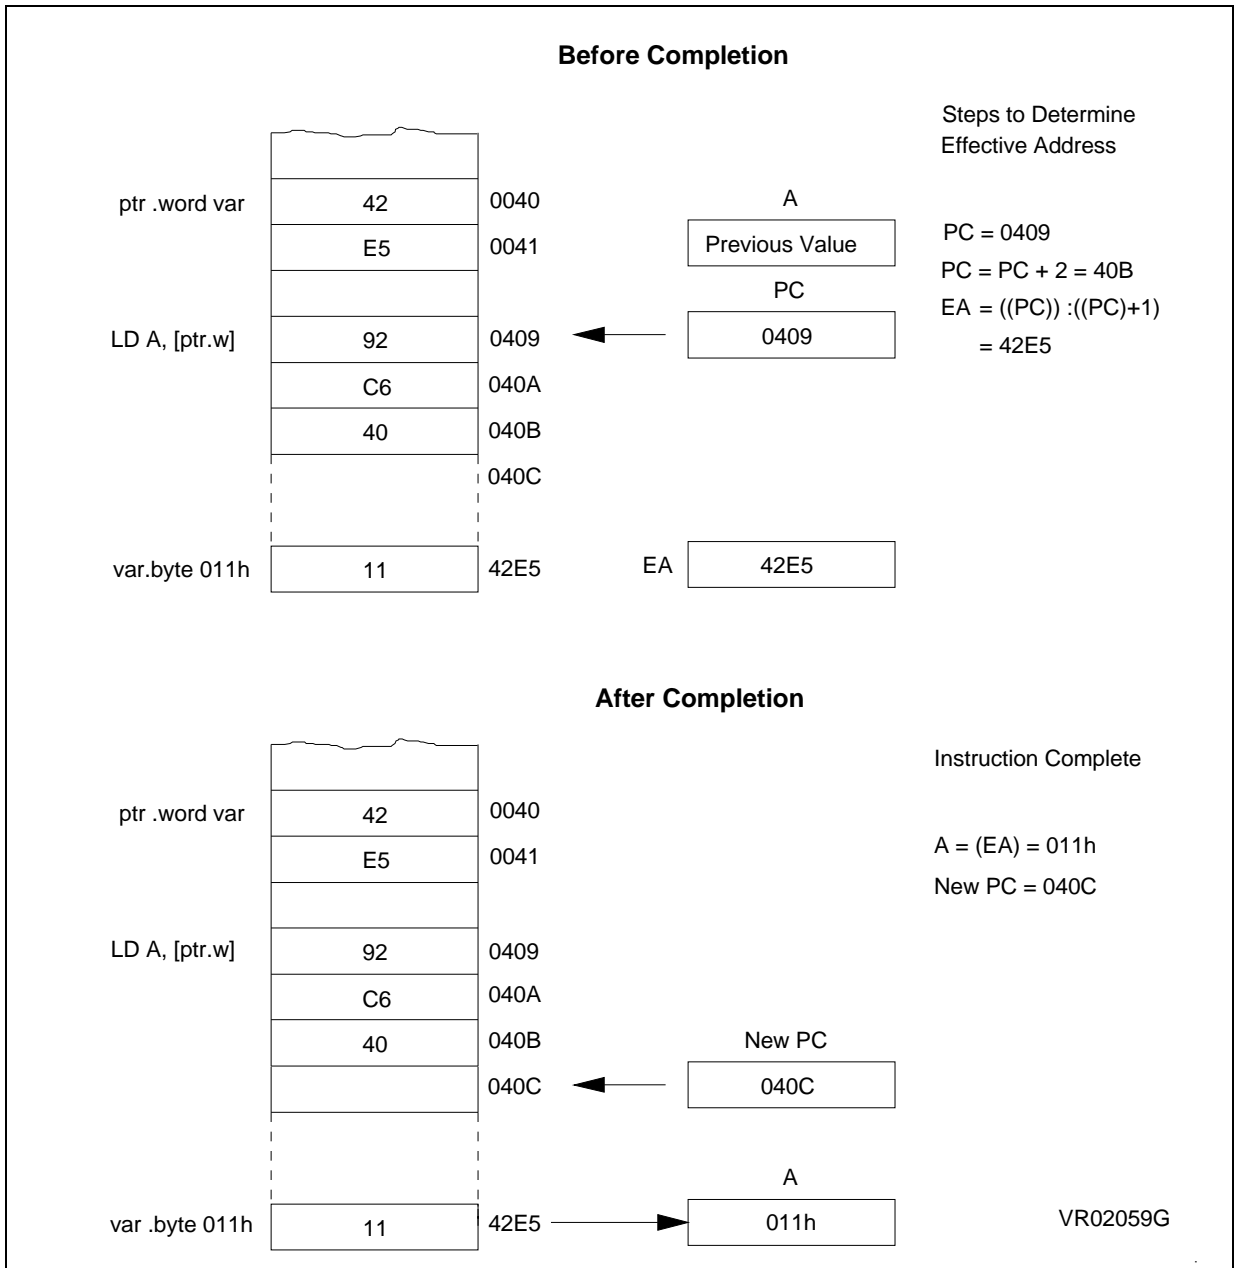 Before Completion
Steps to Determine
Effective Address
ptr .word var
42
0040
A
E5
0041
Previous Value
PC = 0409
PC
PC = PC + 2 = 40B
LD A, [ptr.w]
92
0409
0409
EA = ((PC)) :((PC)+1)
= 42E5
C6
040A
40
040B
040C
var.byte 011h
11
42E5
EA
42E5
After Completion
Instruction Complete
ptr .word var
42
0040
E5
0041
A = (EA) = 011h
New PC = 040C
LD A, [ptr.w]
92
0409
C6
040A
40
040B
New PC
040C
040C
A
var .byte 011h
11
42E5
011h
VR02059G